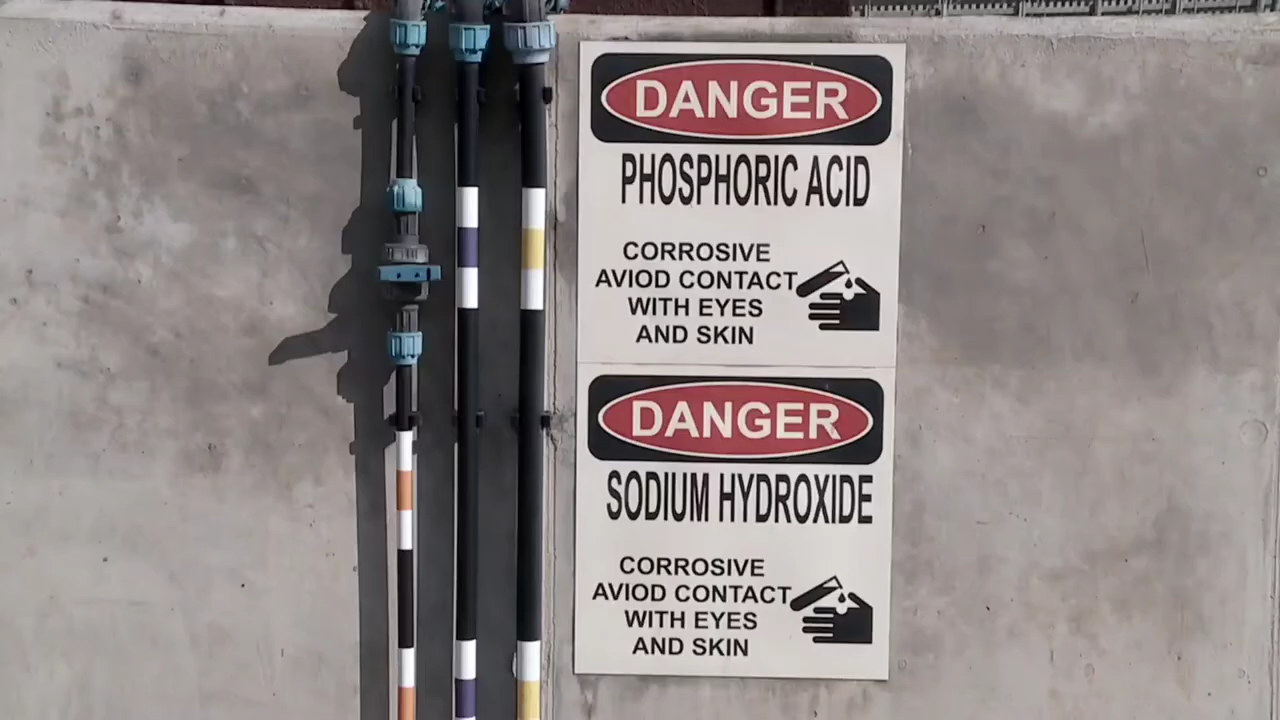 DANGER
PHOSPHORIC ACID
CORROSIVE
AVIOD CONTACT
WITH EYES
AND SKIN
DANGER
SODIUM HYDROXIDE
CORROSIVE
AVIOD CONTACT
WITH EYES
AND SKIN